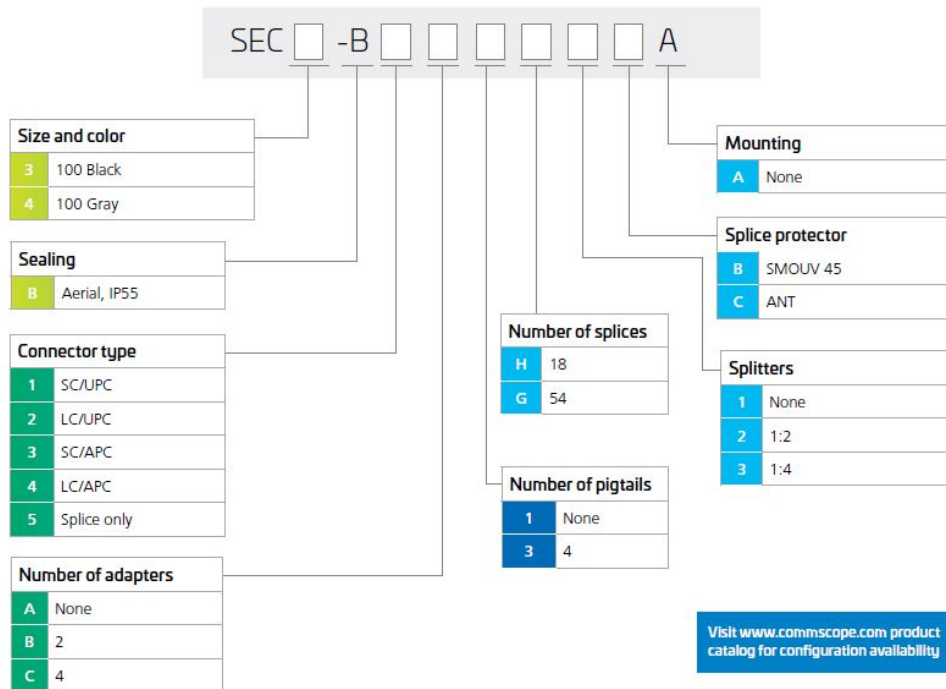 SEC -B A
Size and color
3 100 Black
4 100 Gray
Sealing
B Aerial, IP55
Connector type
1 SC/UPC
2 LC/UPC
3 SC/APC
4 LC/APC
5 Splice only
Number of adapters
A None
B 2
C 4
Number of splices
H 18
G 54
Number of pigtails
1 None
3 4
Mounting
A None
Splice protector
B SMOUV 45
C ANT
Splitters
1 None
2 1:2
3 1:4
Visit www.commscope.com product
catalog for configuration availability